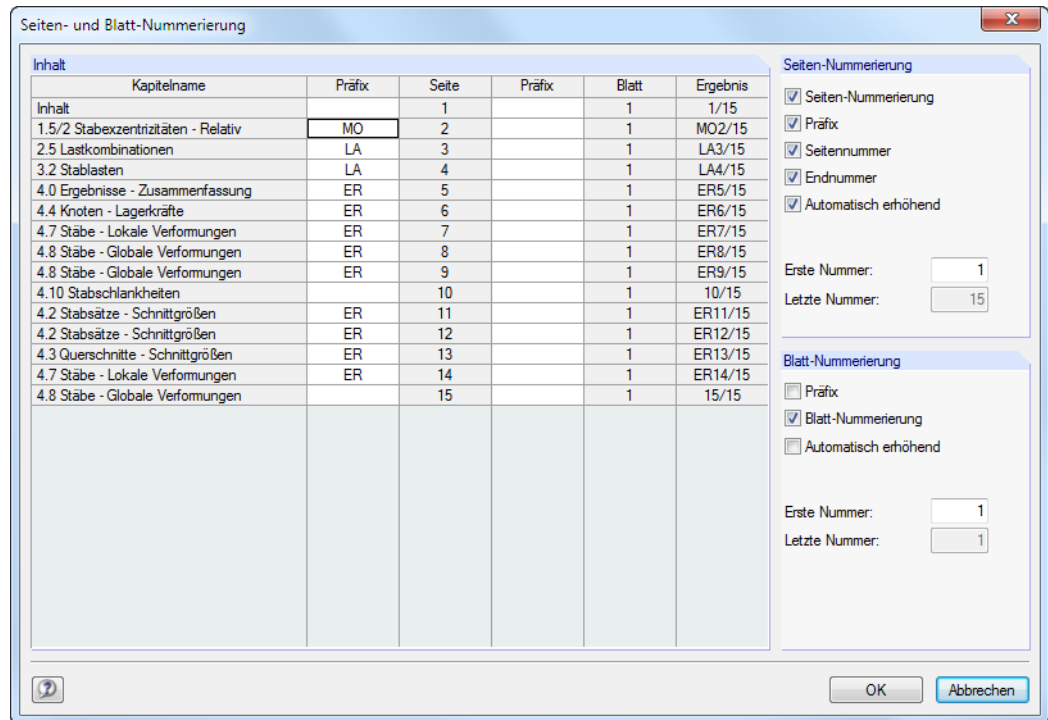 Seiten- und Blatt-Nummerierung
x
Inhalt
Kapitelname Präfix Seite Präfix Blatt Ergebnis
Inhalt 1 1 1/15
1.5/2 Stabexzentrizitäten - Relativ MO 2 1 MO2/15
2.5 Lastkombinationen LA 3 1 LA3/15
3.2 Stablasten LA 4 1 LA4/15
4.0 Ergebnisse - Zusammenfassung ER 5 1 ER5/15
4.4 Knoten - Lagerkräfte ER 6 1 ER6/15
4.7 Stäbe - Lokale Verformungen ER 7 1 ER7/15
4.8 Stäbe - Globale Verformungen ER 8 1 ER8/15
4.8 Stäbe - Globale Verformungen ER 9 1 ER9/15
4.10 Stabschlankheiten 10 1 10/15
4.2 Stabsätze - Schnittgrößen ER 11 1 ER11/15
4.2 Stabsätze - Schnittgrößen ER 12 1 ER12/15
4.3 Querschnitte - Schnittgrößen ER 13 1 ER13/15
4.7 Stäbe - Lokale Verformungen ER 14 1 ER14/15
4.8 Stäbe - Globale Verformungen 15 1 15/15
Seiten-Nummerierung
Seiten-Nummerierung
Präfix
Seitennummer
Endnummer
Automatisch erhöhend
Erste Nummer: 1
Letzte Nummer: 15
Blatt-Nummerierung
Präfix
Blatt-Nummerierung
Automatisch erhöhend
Erste Nummer: 1
Letzte Nummer: 1
?
OK Abbrechen